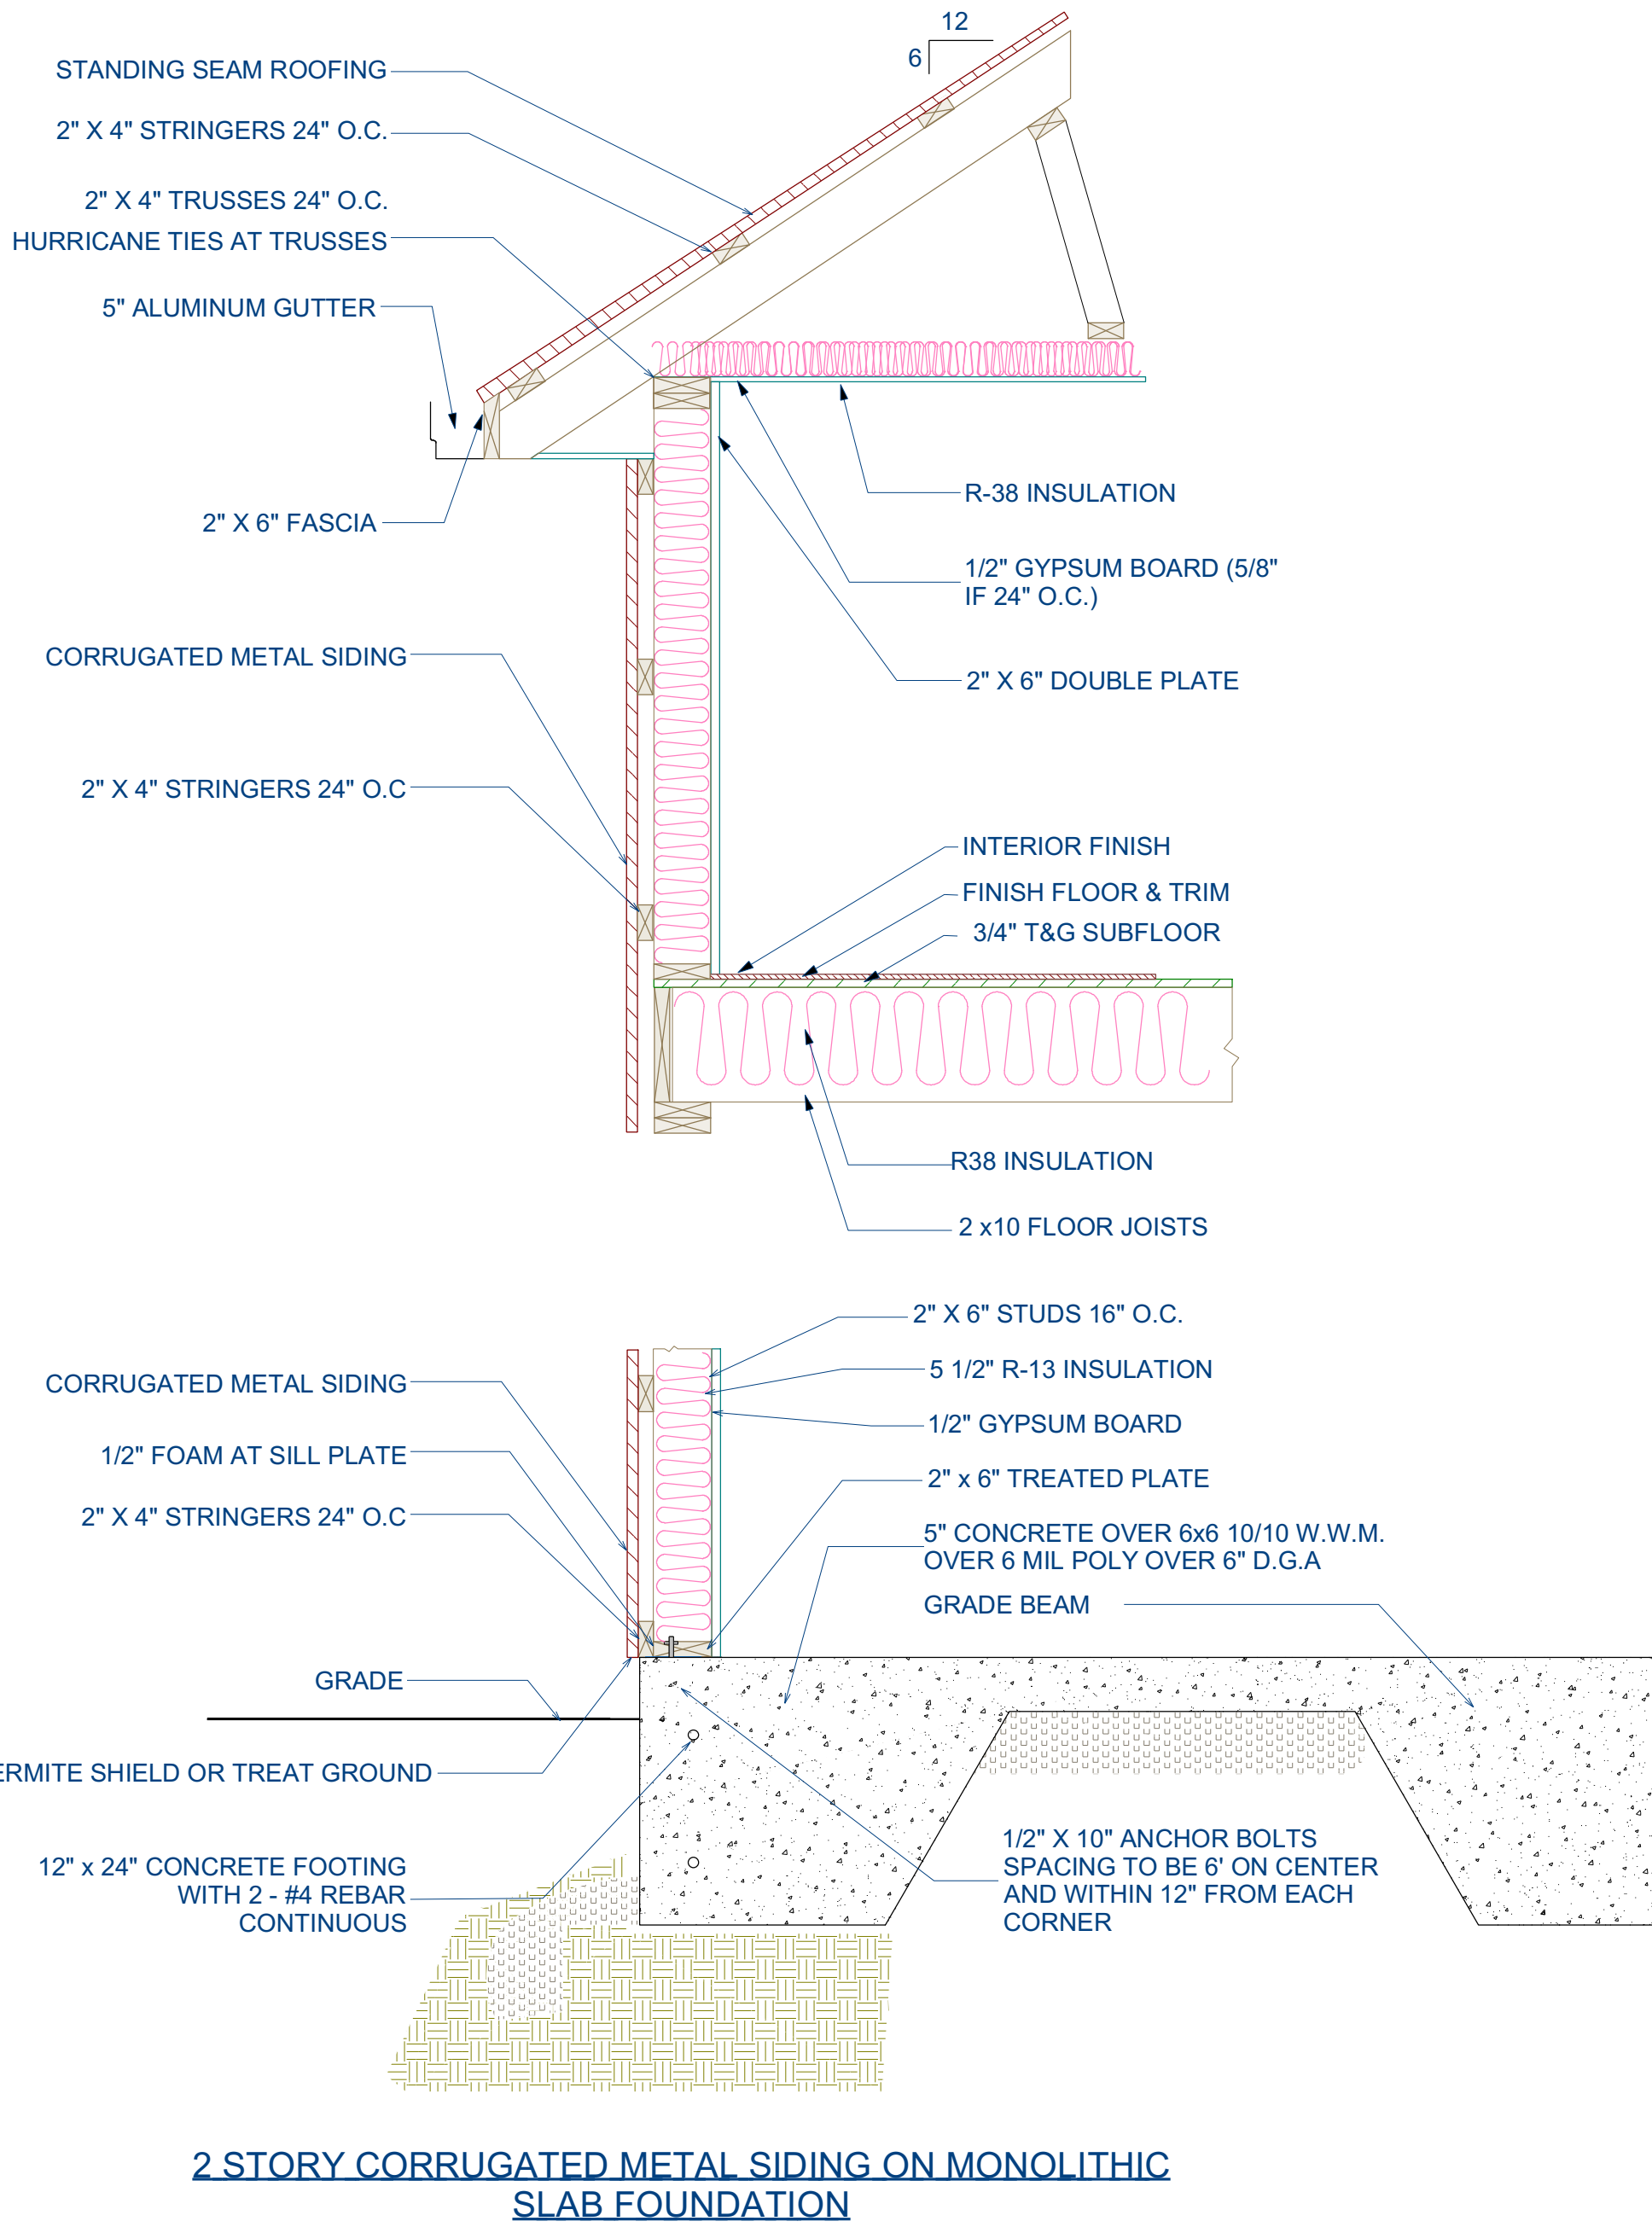 12
6
STANDING SEAM ROOFING
2" X 4" STRINGERS 24" O.C.
2" X 4" TRUSSES 24" O.C.
HURRICANE TIES AT TRUSSES
5" ALUMINUM GUTTER
2" X 6" FASCIA
R-38 INSULATION
1/2" GYPSUM BOARD (5/8"
IF 24" O.C.)
CORRUGATED METAL SIDING
2" X 6" DOUBLE PLATE
2" X 4" STRINGERS 24" O.C
INTERIOR FINISH
FINISH FLOOR & TRIM
3/4" T&G SUBFLOOR
R38 INSULATION
2 x10 FLOOR JOISTS
2" X 6" STUDS 16" O.C.
5 1/2" R-13 INSULATION
1/2" GYPSUM BOARD
2" x 6" TREATED PLATE
5" CONCRETE OVER 6x6 10/10 W.W.M.
OVER 6 MIL POLY OVER 6" D.G.A
GRADE BEAM
CORRUGATED METAL SIDING
1/2" FOAM AT SILL PLATE
2" X 4" STRINGERS 24" O.C
GRADE
ERMITE SHIELD OR TREAT GROUND
12" x 24" CONCRETE FOOTING
WITH 2 - #4 REBAR
CONTINUOUS
1/2" X 10" ANCHOR BOLTS
SPACING TO BE 6' ON CENTER
AND WITHIN 12" FROM EACH
CORNER
2 STORY CORRUGATED METAL SIDING ON MONOLITHIC
SLAB FOUNDATION